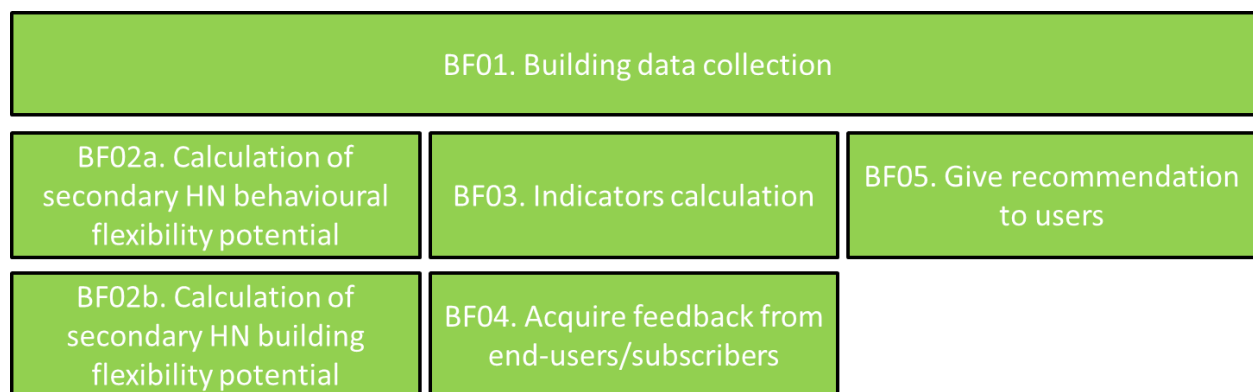 BF01. Building data collection
BF02a. Calculation of
secondary HN behavioural
flexibility potential
BF03. Indicators calculation
BF05. Give recommendation
to users
BF02b. Calculation of
secondary HN building
flexibility potential
BF04. Acquire feedback from
end-users/subscribers